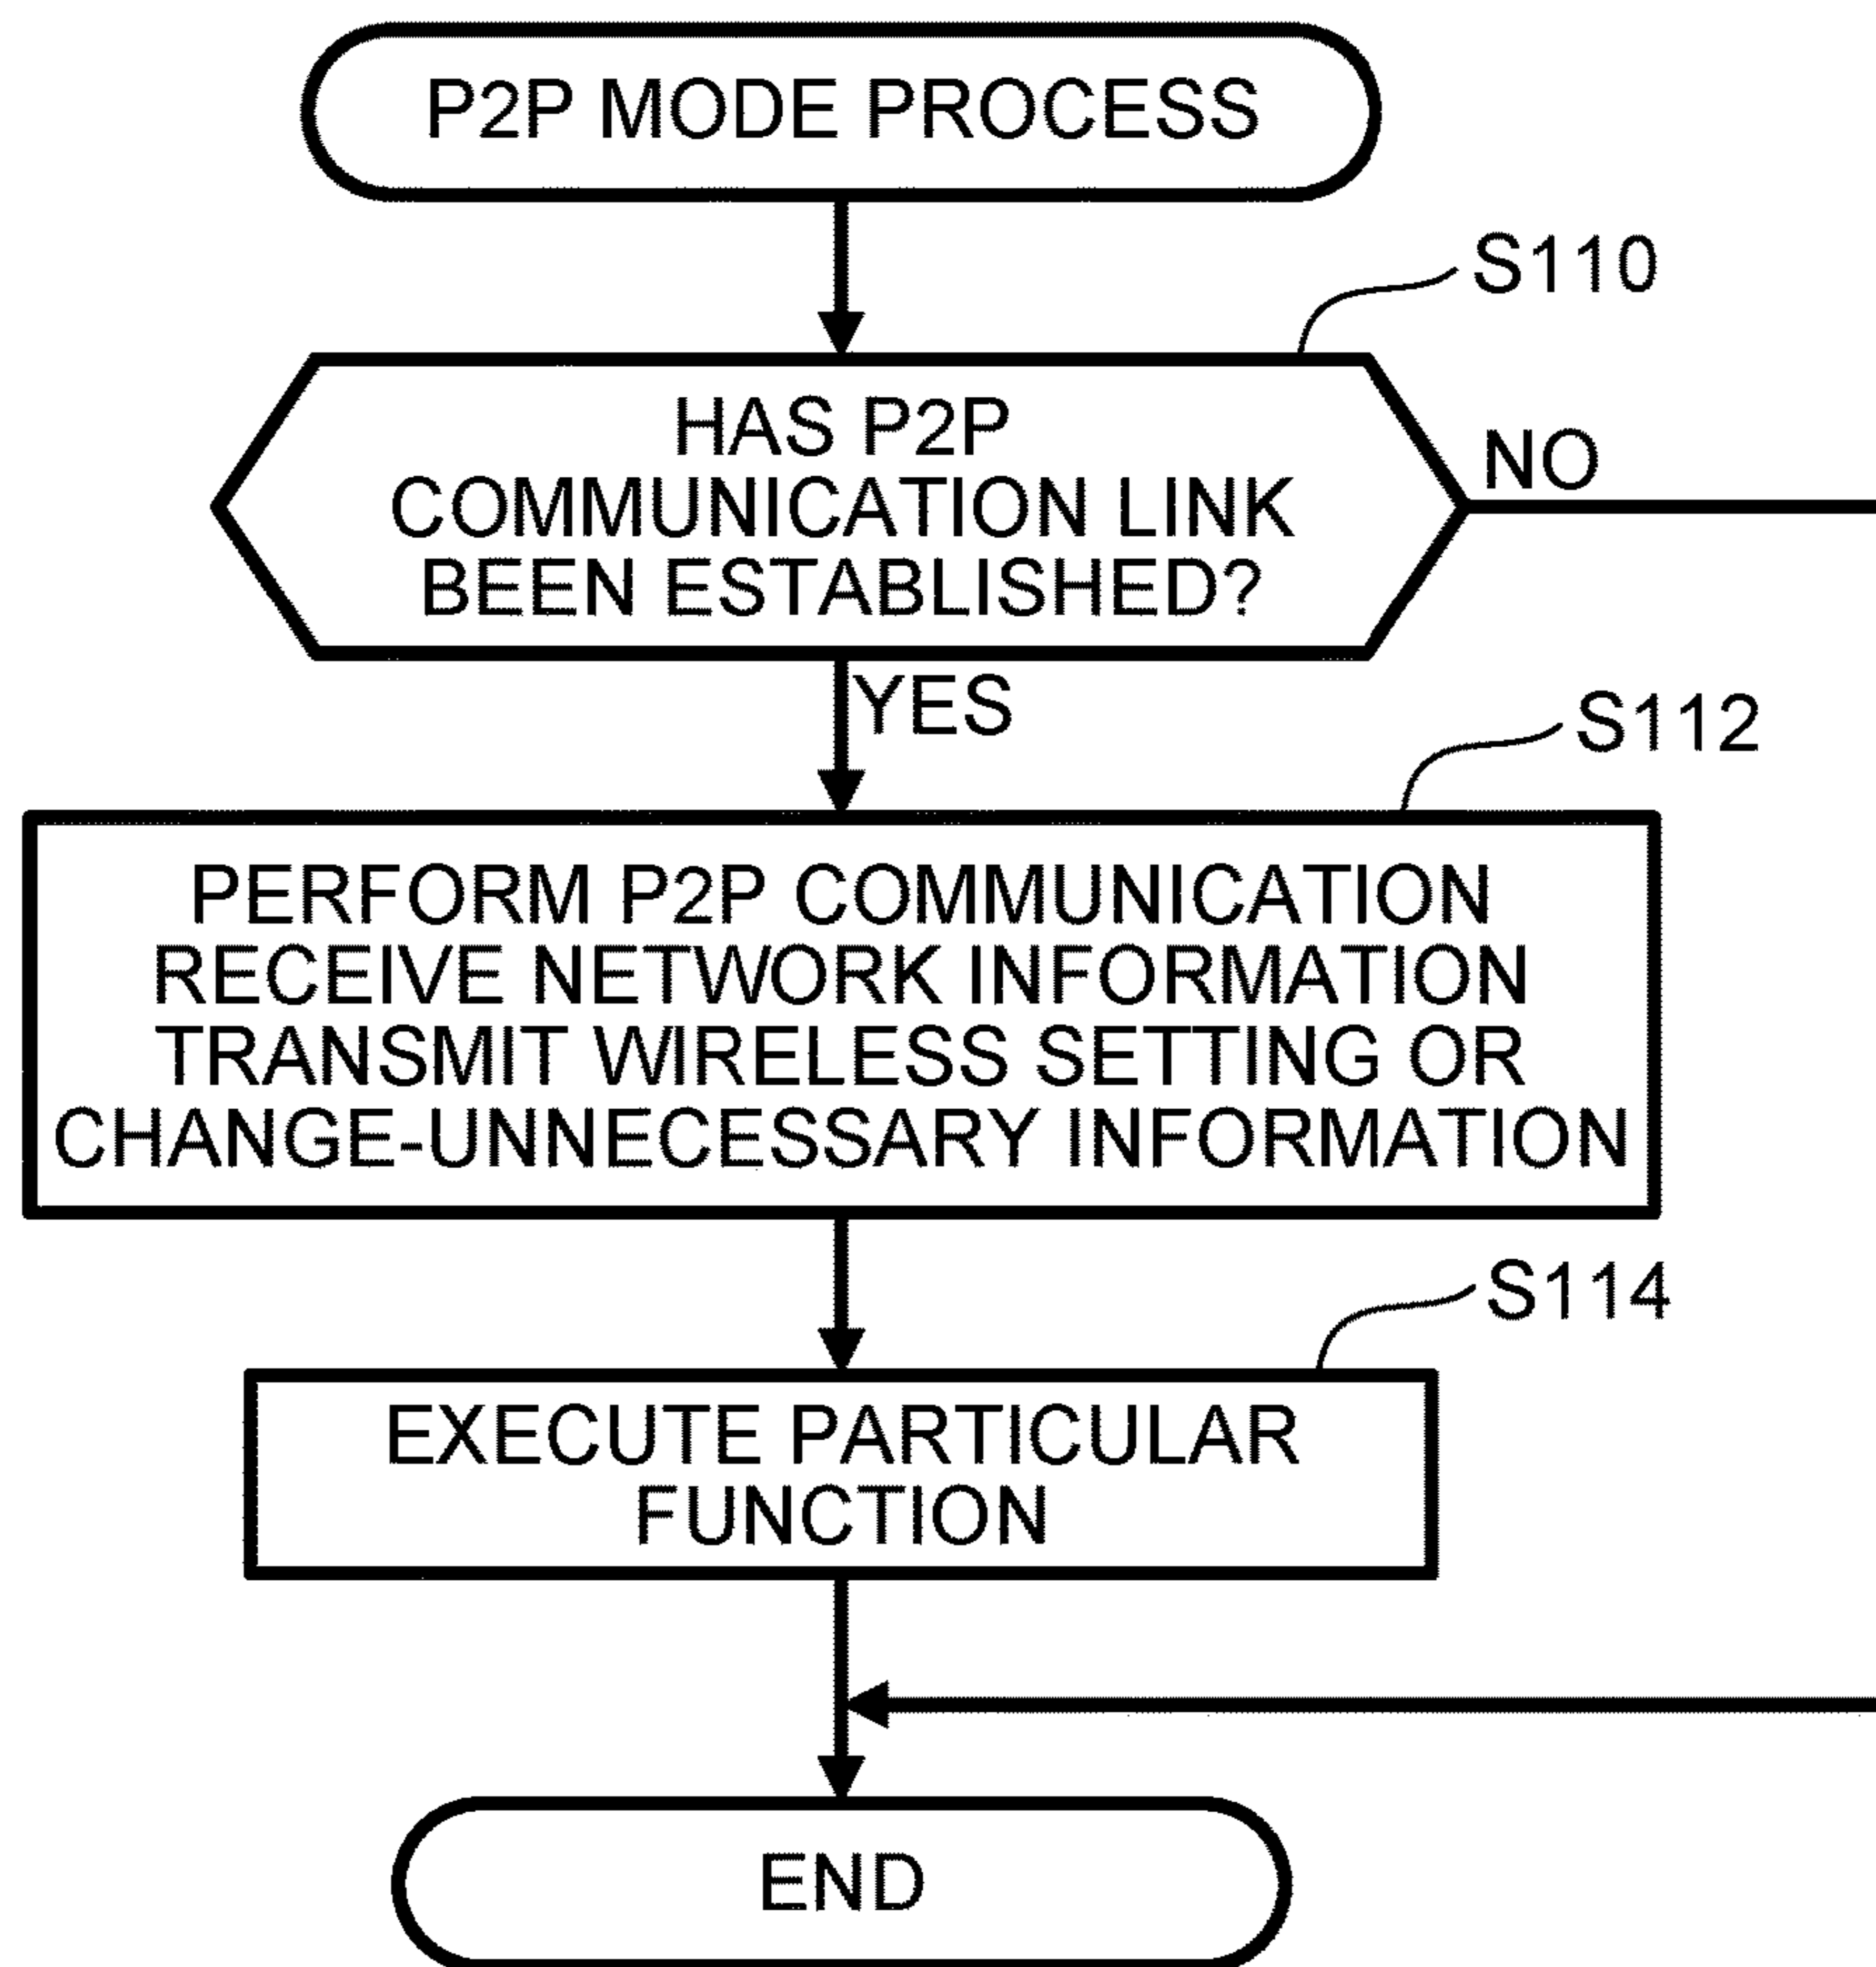 P2P MODE PROCESS
S110
HAS P2P
COMMUNICATION LINK
BEEN ESTABLISHED?
NO
YES
S112
PERFORM P2P COMMUNICATION
RECEIVE NETWORK INFORMATION
TRANSMIT WIRELESS SETTING OR
CHANGE-UNNECESSARY INFORMATION
S114
EXECUTE PARTICULAR
FUNCTION
END